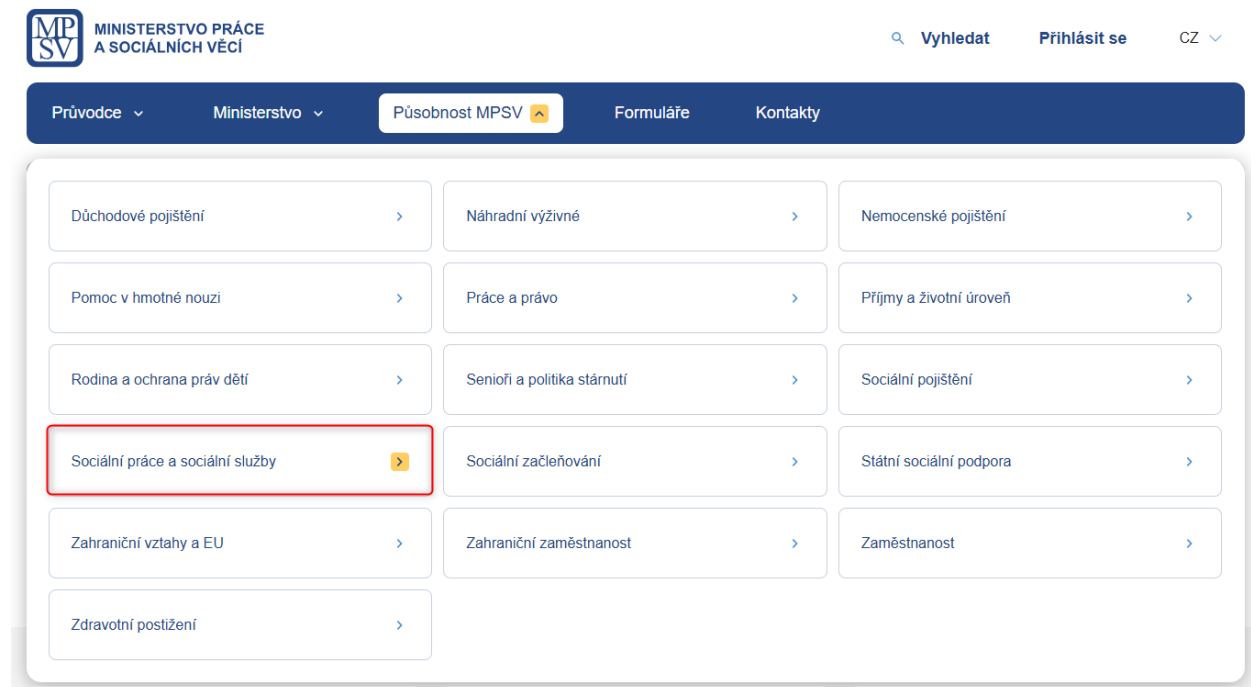 MP
SV
MINISTERSTVO PRÁCE
A SOCIÁLNÍCH VĚCÍ
Vyhledat
Přihlásit se
CZ
Průvodce
Ministerstvo
Působnost MPSV
Formuláře
Kontakty
Důchodové pojištění
Náhradní výživné
Nemocenské pojištění
Pomoc v hmotné nouzi
Práce a právo
Příjmy a životní úroveň
Rodina a ochrana práv dětí
Senioři a politika stárnutí
Sociální pojištění
Sociální práce a sociální služby
Sociální začleňování
Státní sociální podpora
Zahraniční vztahy a EU
Zahraniční zaměstnanost
Zaměstnanost
Zdravotní postižení